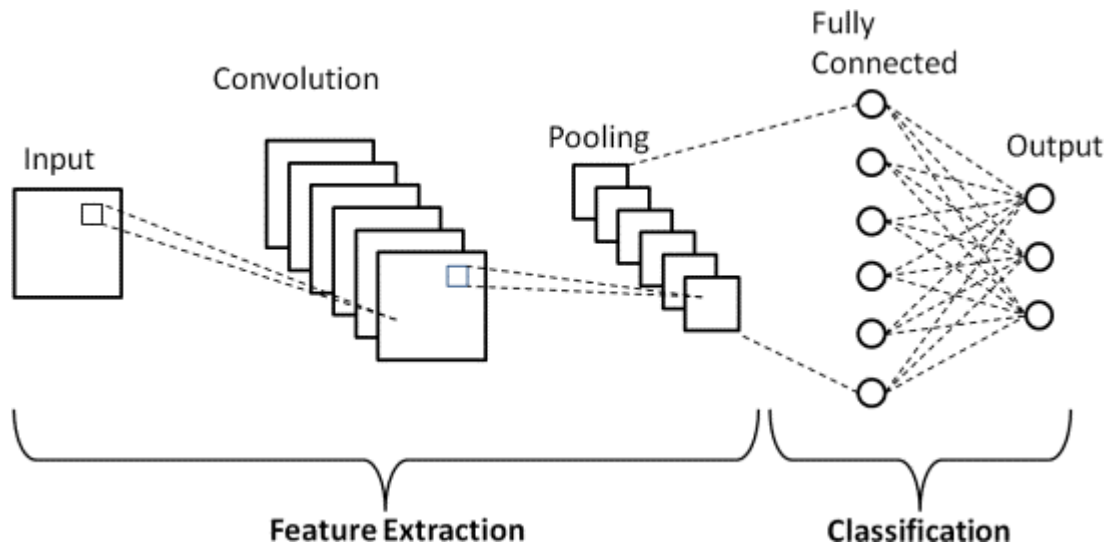 Input
Convolution
Pooling
Fully
Connected
Output
Feature Extraction
Classification